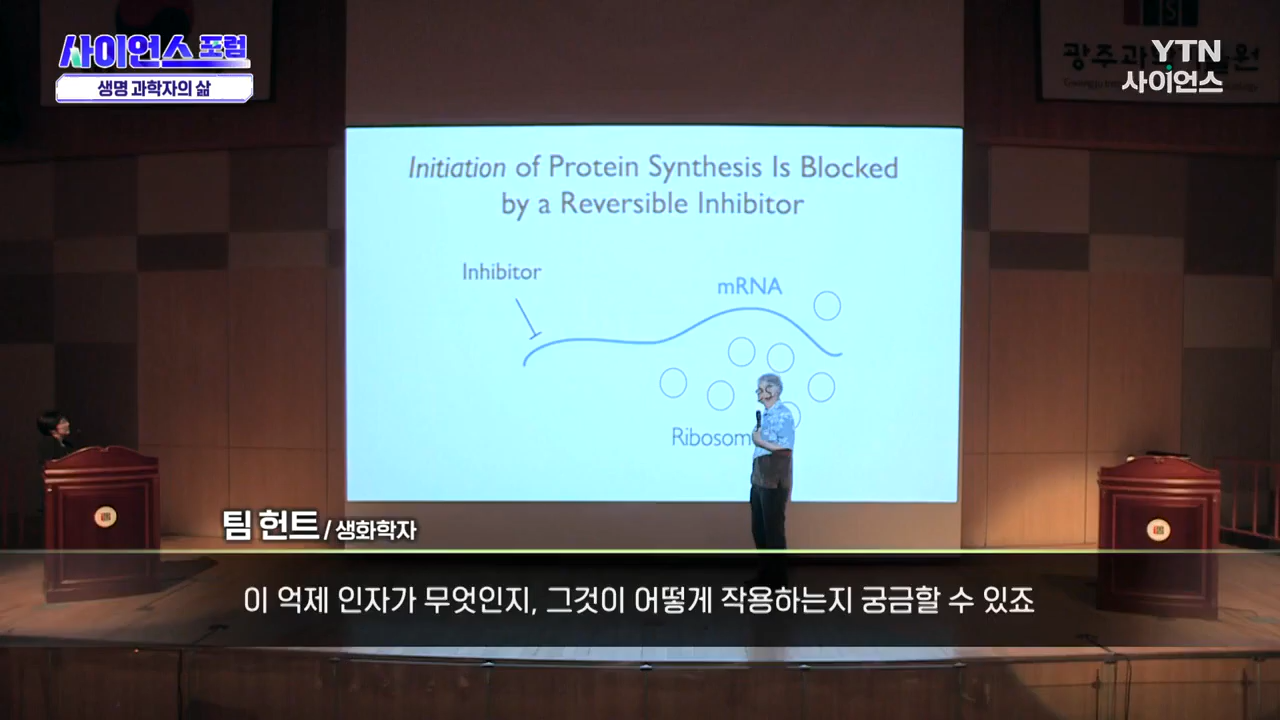 사이언스 포럼
생명 과학자의 삶
YTN
사이언스
Initiation of Protein Synthesis Is Blocked
by a Reversible Inhibitor
Inhibitor
mRNA
Ribosom
팀 헌트 / 생화학자
이 억제 인자가 무엇인지, 그것이 어떻게 작용하는지 궁금할 수 있죠